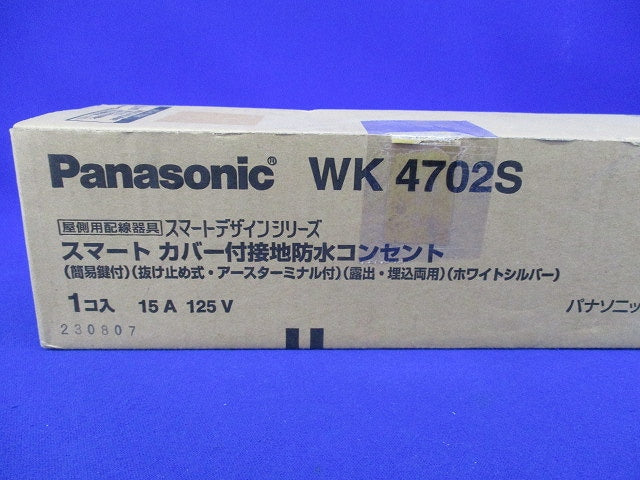 Panasonic® WK 4702S
屋側用配線器具 スマートデザインシリーズ
スマート カバー付接地防水コンセント
(簡易鍵付)(抜け止め式・アースターミナル付)(露出・埋込両用)(ホワイトシルバー)
1コ入 15A 125V パナソニッ
230807